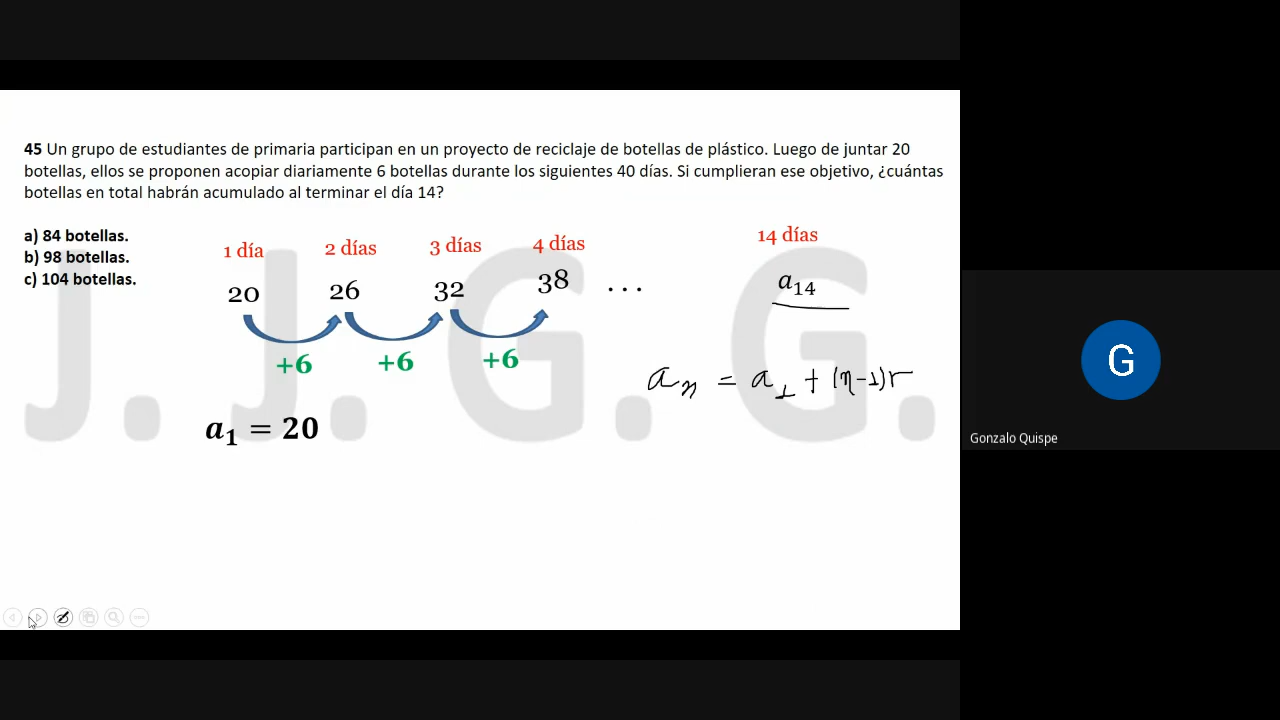 45 Un grupo de estudiantes de primaria participan en un proyecto de reciclaje de botellas de plástico. Luego de juntar 20
botellas, ellos se proponen acopiar diariamente 6 botellas durante los siguientes 40 días. Si cumplieran ese objetivo, ¿cuántas
botellas en total habrán acumulado al terminar el día 14?
a) 84 botellas.
b) 98 botellas.
c) 104 botellas.
1 día 2 días 3 días 4 días 14 días
20 26 32 38 ... a₁₄
+6 +6 +6
aₙ = a₁ + (n-1)r
a₁ = 20
J. J. G. G.
G
Gonzalo Quispe